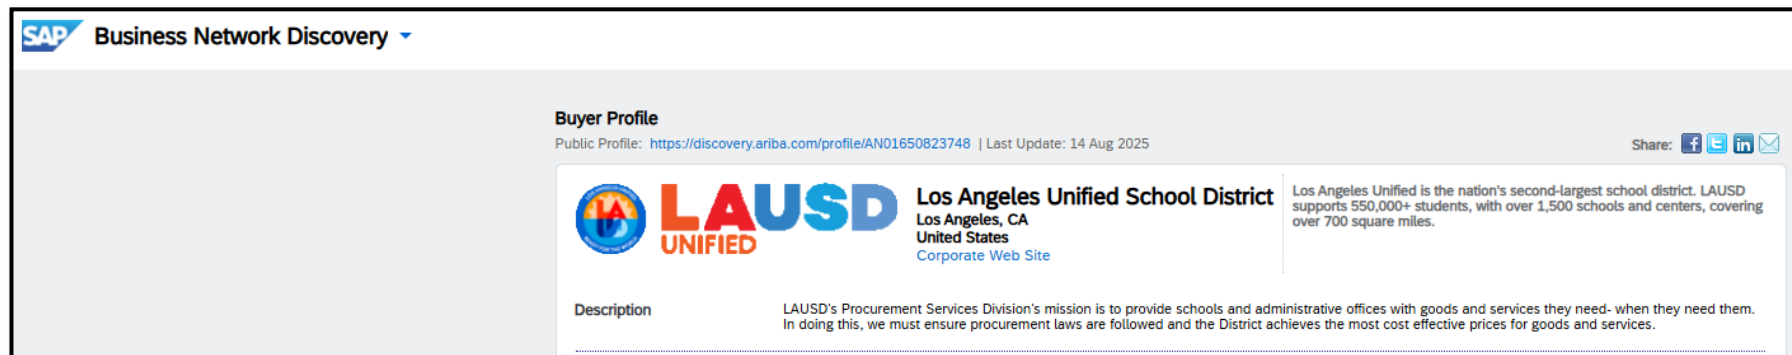 SAP Business Network Discovery
Buyer Profile
Public Profile: https://discovery.ariba.com/profile/AN01650823748 | Last Update: 14 Aug 2025
Share:
LAUSD
UNIFIED
Los Angeles Unified School District
Los Angeles, CA
United States
Corporate Web Site
Los Angeles Unified is the nation's second-largest school district. LAUSD
supports 550,000+ students, with over 1,500 schools and centers, covering
over 700 square miles.
Description
LAUSD's Procurement Services Division's mission is to provide schools and administrative offices with goods and services they need- when they need them.
In doing this, we must ensure procurement laws are followed and the District achieves the most cost effective prices for goods and services.